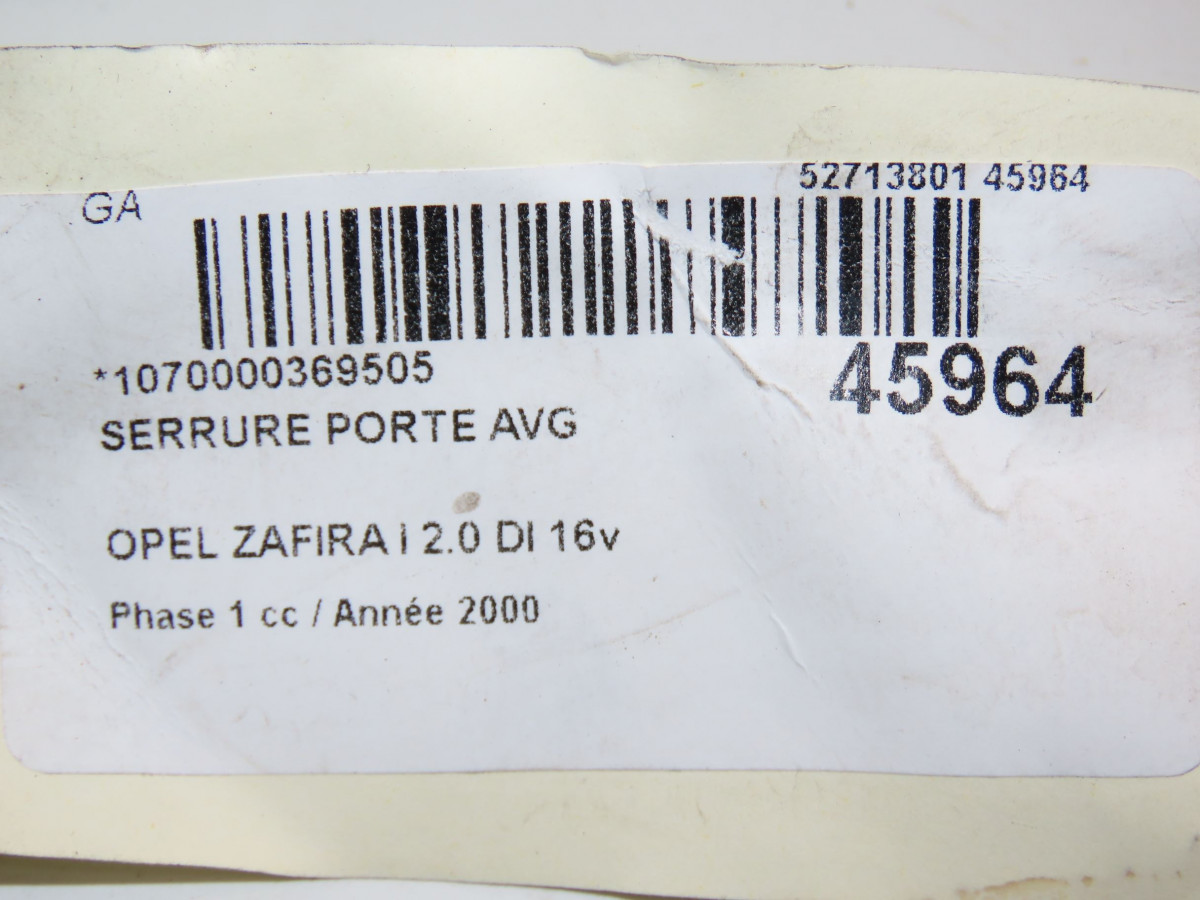 52713801 45964
GA
*1070000369505
45964
SERRURE PORTE AVG
OPEL ZAFIRA I 2.0 DI 16v
Phase 1 cc / Année 2000